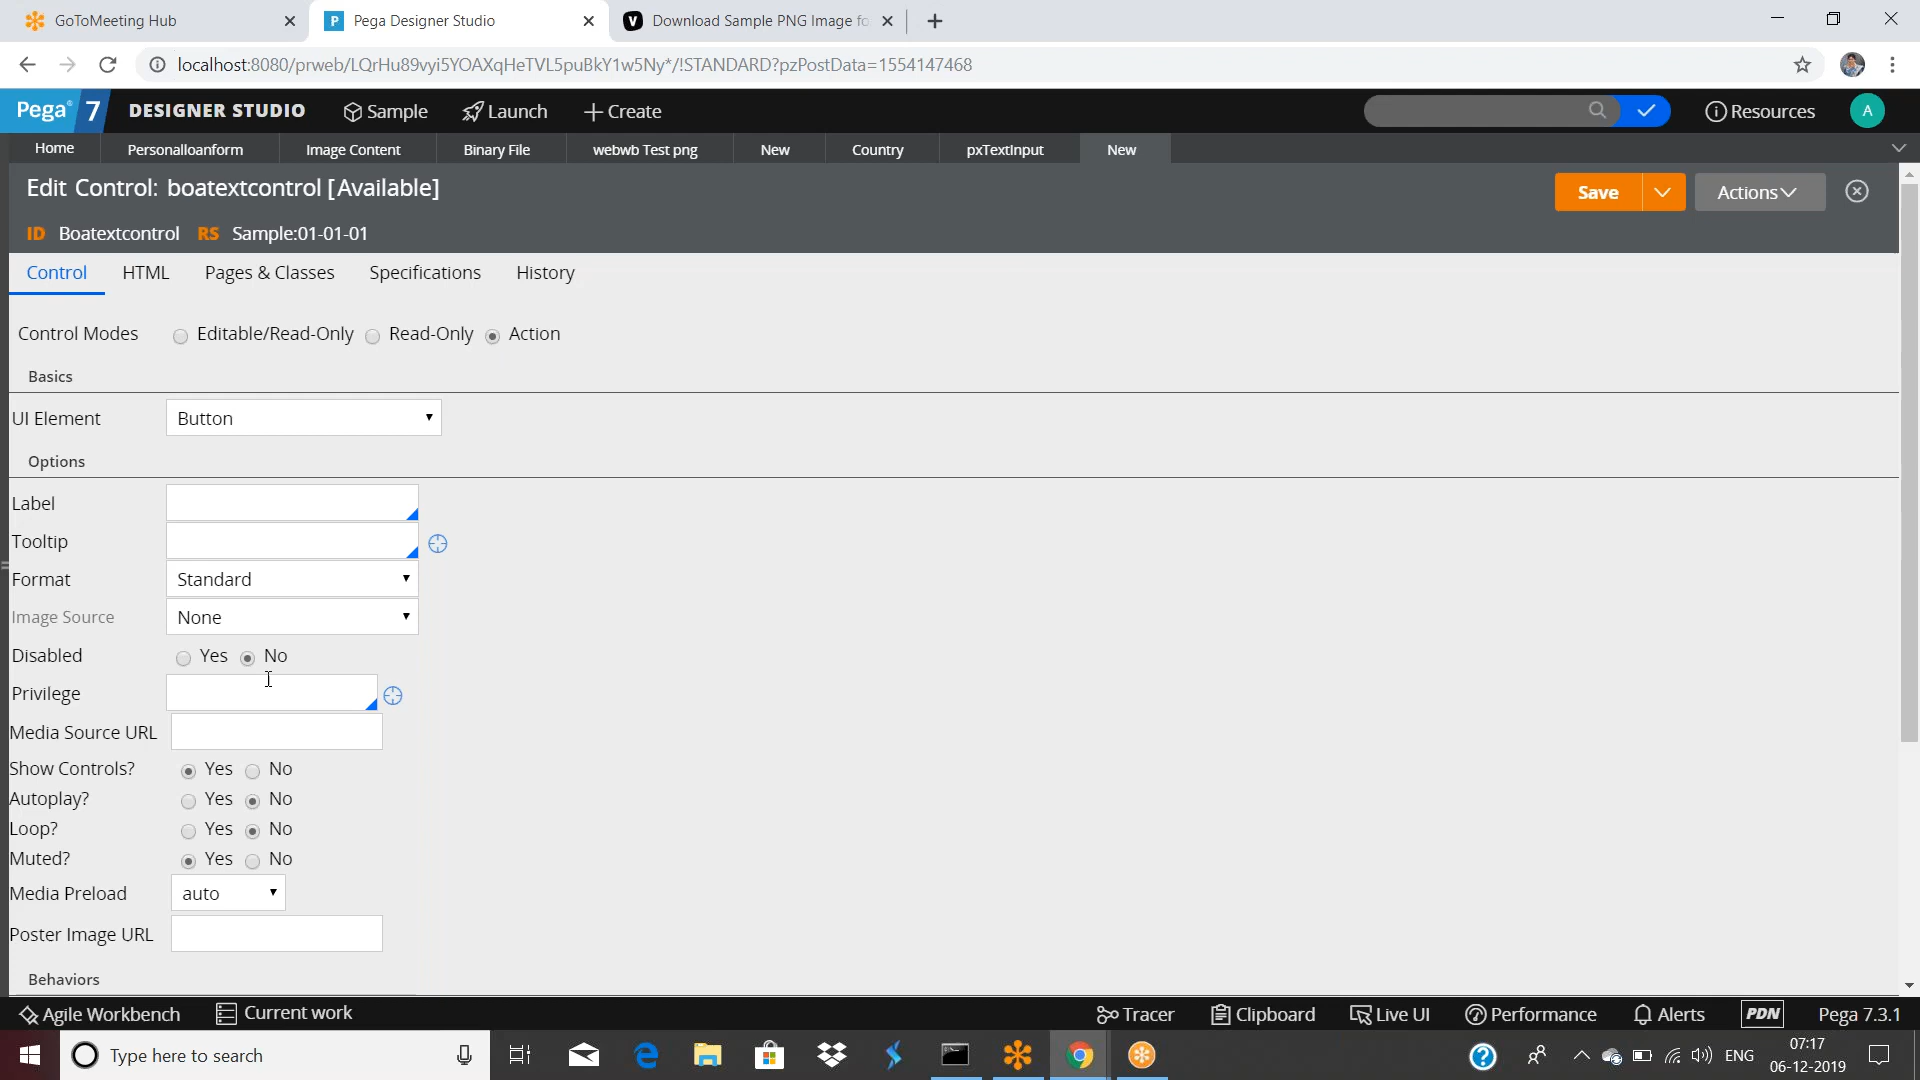 GoToMeeting Hub
Pega Designer Studio
Download Sample PNG Image fo
localhost:8080/prweb/LQrHu89vyi5YOAXqHeTVL5puBkY1w5Ny*/!STANDARD?pzPostData=1554147468
Pega 7 DESIGNER STUDIO Sample Launch + Create Resources A
Home Personalloanform Image Content Binary File webwb Test png New Country pxTextInput New
Edit Control: boatextcontrol [Available]
Save Actions
ID Boatextcontrol RS Sample:01-01-01
Control HTML Pages & Classes Specifications History
Control Modes Editable/Read-Only Read-Only Action
Basics
UI Element Button
Options
Label
Tooltip
Format Standard
Image Source None
Disabled Yes No
Privilege
Media Source URL
Show Controls? Yes No
Autoplay? Yes No
Loop? Yes No
Muted? Yes No
Media Preload auto
Poster Image URL
Behaviors
Agile Workbench Current work Tracer Clipboard Live UI Performance Alerts PDN Pega 7.3.1
Type here to search
ENG
07:17
06-12-2019